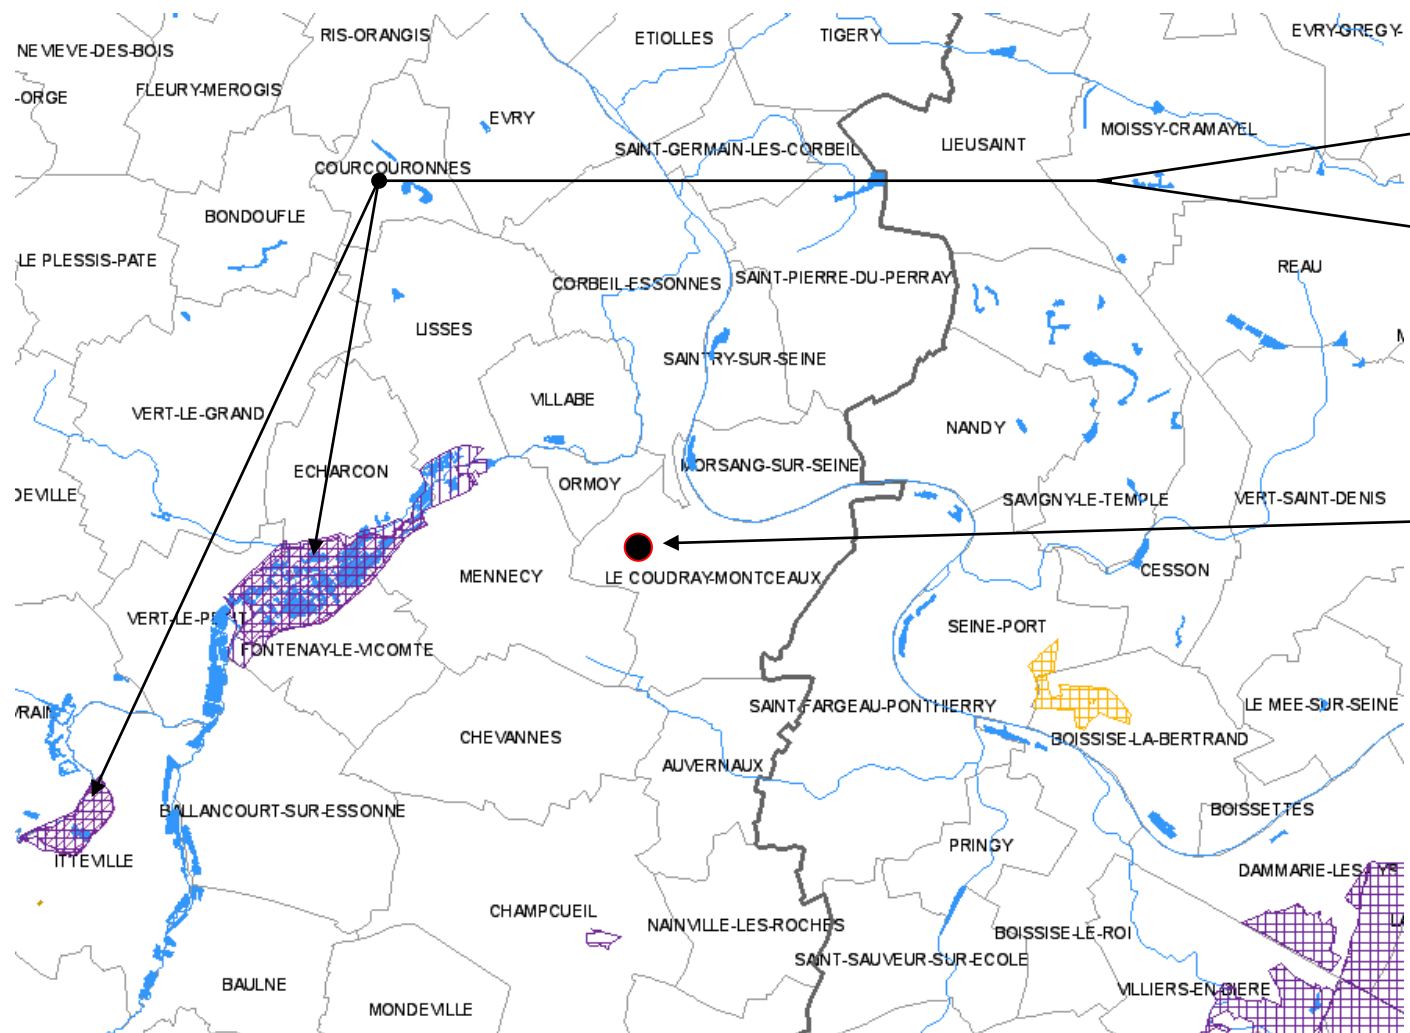 RIS-ORANGIS
ETIOLLES
TIGERY
EVRY-GREGY-
NEVIEVE-DES-BOIS
-ORGE
FLEURY-MEROGIS
EVRY
MOISSY-CRAMAYEL
SAINT-GERMAIN-LES-CORBEIL
LIEUSAINT
COURCOURONNES
BONDOUFLE
LE PLESSIS-PATE
REAU
CORBEIL-ESSONNES
SAINT-PIERRE-DU-PERRAY
LISSES
M
SAINTRY-SUR-SEINE
VILLABE
VERT-LE-GRAND
NANDY
ECHARCON
MORSANG-SUR-SEINE
ORMOY
DEVILLE
SAVIGNY-LE-TEMPLE
VERT-SAINT-DENIS
MENNECY
LE COUDRAY-MONTCEAUX
CESSON
VERT-LE-PETIT
SEINE-PORT
FONTENAY-LE-VICOMTE
VRAIN
SAINT-FARGEAU-PONTHIERRY
LE MEE-SUR-SEINE
CHEVANNES
BOISSISE-LA-BERTRAND
AUVERNAUX
BALLANCOURT-SUR-ESSONNE
BOISSETTES
PRINGY
ITTEVILLE
DAMMARIE-LES-LYS
CHAMPCUEIL
NAINVILLE-LES-ROCHES
LA
BOISSISE-LE-ROI
SAINT-SAUVEUR-SUR-ECOLE
BAULNE
VILLIERS-EN-BIERE
MONDEVILLE